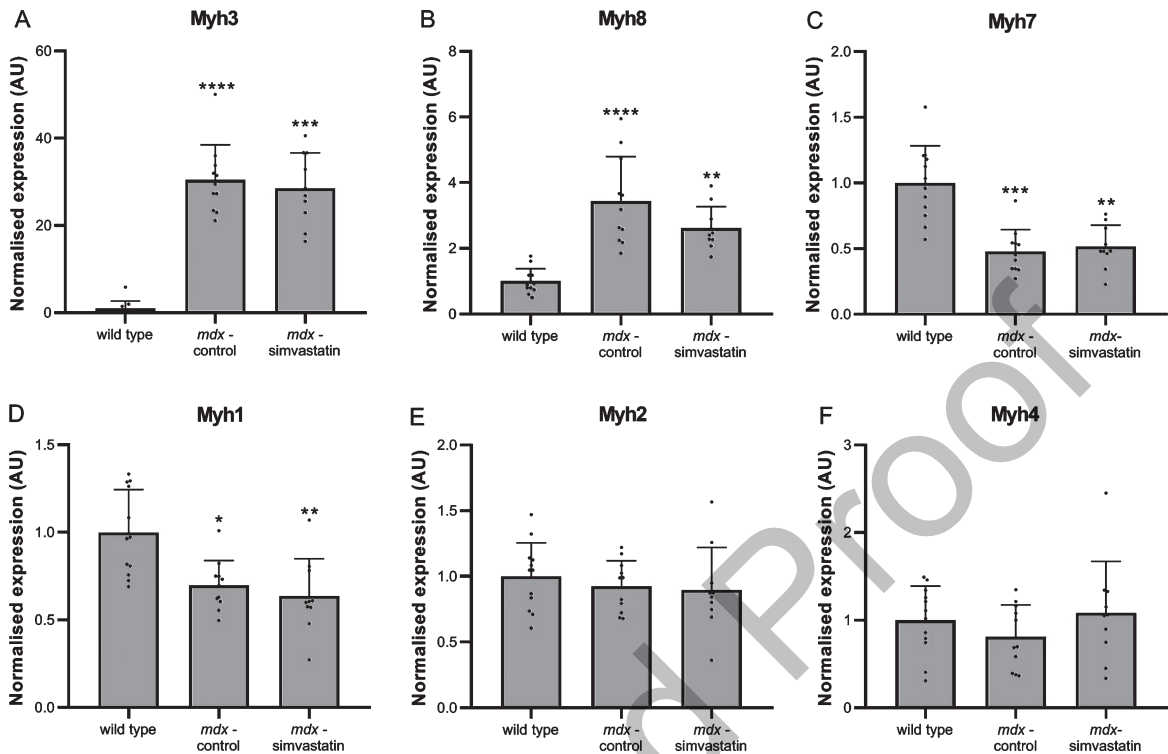 A
Myh3
Normalised expression (AU)
60
40
20
0
****
***
wild type
mdx -
control
mdx -
simvastatin
B
Myh8
Normalised expression (AU)
8
6
4
2
0
****
**
wild type
mdx -
control
mdx -
simvastatin
C
Myh7
Normalised expression (AU)
2.0
1.5
1.0
0.5
0.0
***
**
wild type
mdx -
control
mdx-
simvastatin
D
Myh1
Normalised expression (AU)
1.5
1.0
0.5
0.0
*
**
wild type
mdx -
control
mdx -
simvastatin
E
Myh2
Normalised expression (AU)
2.0
1.5
1.0
0.5
0.0
wild type
mdx -
control
mdx -
simvastatin
F
Myh4
Normalised expression (AU)
3
2
1
0
wild type
mdx -
control
mdx-
simvastatin
d Proof